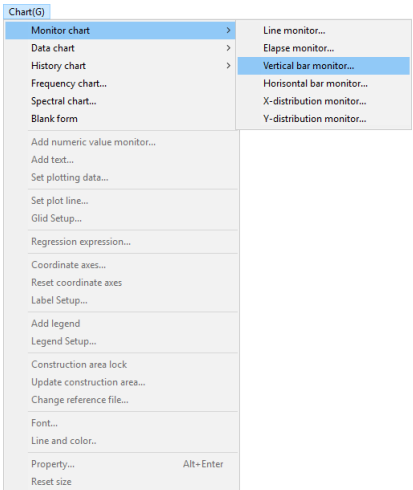 Chart(G)
Monitor chart >
Data chart >
History chart >
Frequency chart...
Spectral chart...
Blank form
Add numeric value monitor...
Add text...
Set plotting data...
Set plot line...
Glid Setup...
Regression expression...
Coordinate axes...
Reset coordinate axes
Label Setup...
Add legend
Legend Setup...
Construction area lock
Update construction area...
Change reference file...
Font...
Line and color..
Property... Alt+Enter
Reset size
Line monitor...
Elapse monitor...
Vertical bar monitor...
Horisontal bar monitor...
X-distribution monitor...
Y-distribution monitor...